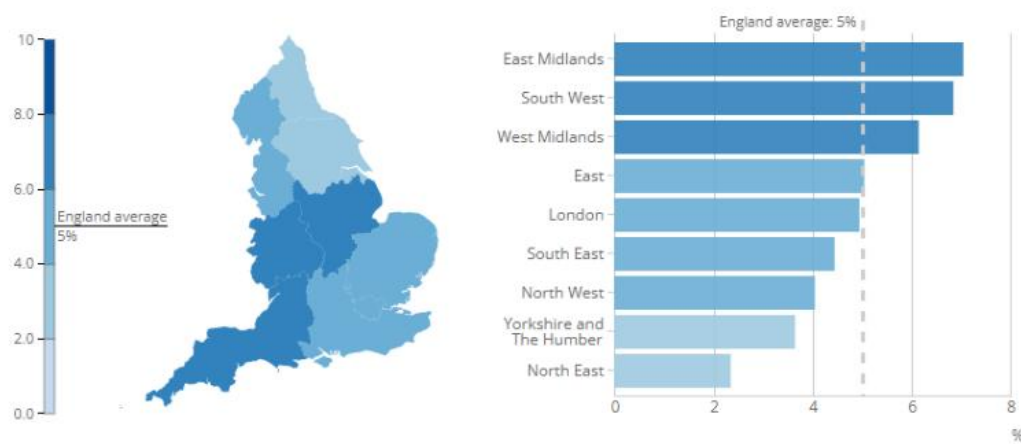 10
8.0
6.0
England average
5%
4.0
2.0
0.0
England average: 5%
East Midlands
South West
West Midlands
East
London
South East
North West
Yorkshire and
The Humber
North East
0
2
4
6
8
%